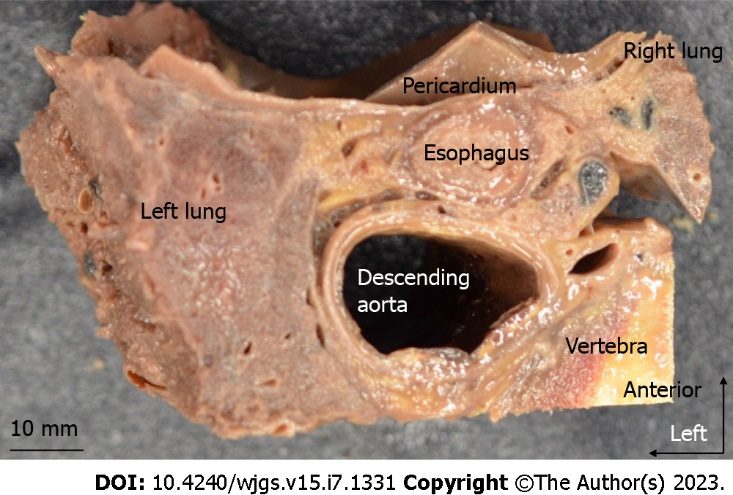 Right lung
Pericardium
Esophagus
Left lung
Descending
aorta
Vertebra
Anterior
10 mm
Left
DOI: 10.4240/wjgs.v15.i7.1331 Copyright ©The Author(s) 2023.